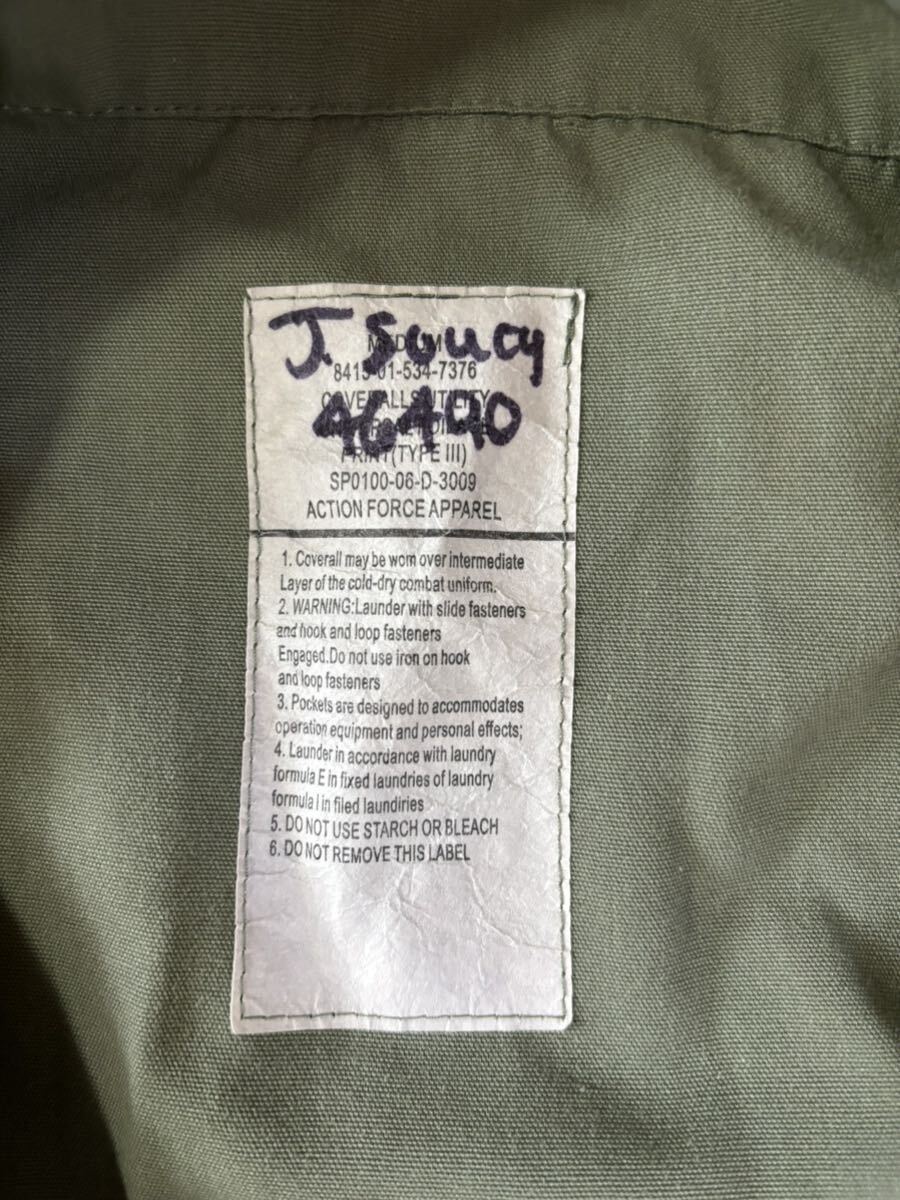 J. Soucy
MEDIUM
8415-01-534-7376
COVERALLS UTILITY
46490
PRINT(TYPE III)
SP0100-06-D-3009
ACTION FORCE APPAREL
1. Coverall may be worn over intermediate
Layer of the cold-dry combat uniform.
2. WARNING:Launder with slide fasteners
and hook and loop fasteners
Engaged.Do not use iron on hook
and loop fasteners
3. Pockets are designed to accommodates
operation equipment and personal effects;
4. Launder in accordance with laundry
formula E in fixed laundries of laundry
formula I in filed laundiries
5. DO NOT USE STARCH OR BLEACH
6. DO NOT REMOVE THIS LABEL